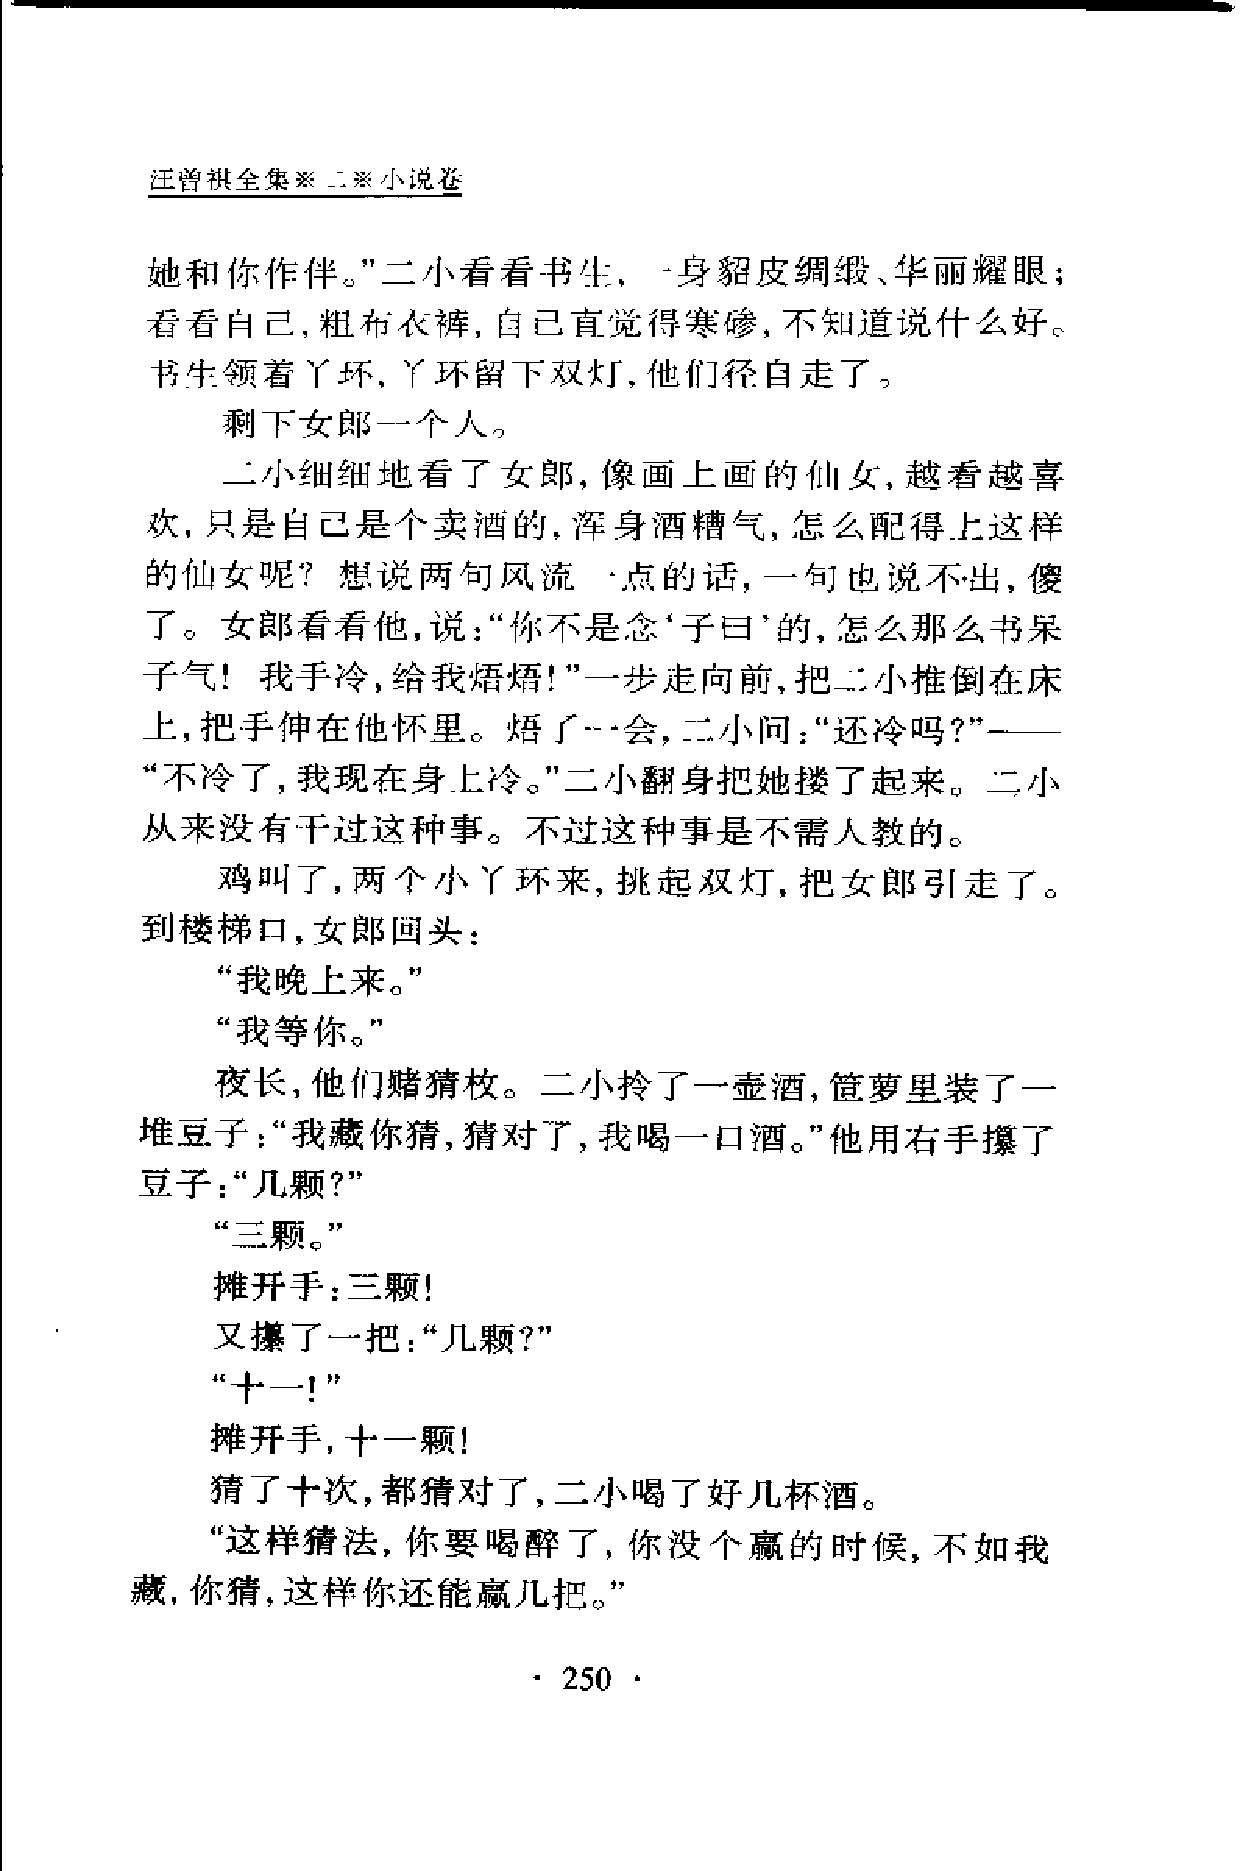 汪曾祺全集※二※小说卷
她和你作伴。”二小看看书生，一身貂皮绸缎、华丽耀眼；
看看自己，粗布衣裤，自己直觉得寒碜，不知道说什么好。
书生领着丫环，丫环留下双灯，他们径自走了。
剩下女郎一个人。
二小细细地看了女郎，像画上画的仙女，越看越喜
欢，只是自己是个卖酒的，浑身酒糟气，怎么配得上这样
的仙女呢？想说两句风流一点的话，一句也说不出，傻
了。女郎看看他，说：“你不是念‘子曰’的，怎么那么书呆
子气！我手冷，给我焐焐！”一步走向前，把二小推倒在床
上，把手伸在他怀里。焐了一会，二小问：“还冷吗？”——
“不冷了，我现在身上冷。”二小翻身把她搂了起来。二小
从来没有干过这种事。不过这种事是不需人教的。
鸡叫了，两个小丫环来，挑起双灯，把女郎引走了。
到楼梯口，女郎回头：
“我晚上来。”
“我等你。”
夜长，他们赌猜枚。二小拎了一壶酒，笸箩里装了一
堆豆子：“我藏你猜，猜对了，我喝一口酒。”他用右手攥了
豆子：“几颗？”
“三颗。”
摊开手：三颗！
又攥了一把：“几颗？”
“十一！”
摊开手，十一颗！
猜了十次，都猜对了，二小喝了好几杯酒。
“这样猜法，你要喝醉了，你没个赢的时候，不如我
藏，你猜，这样你还能赢几把。”
· 250 ·